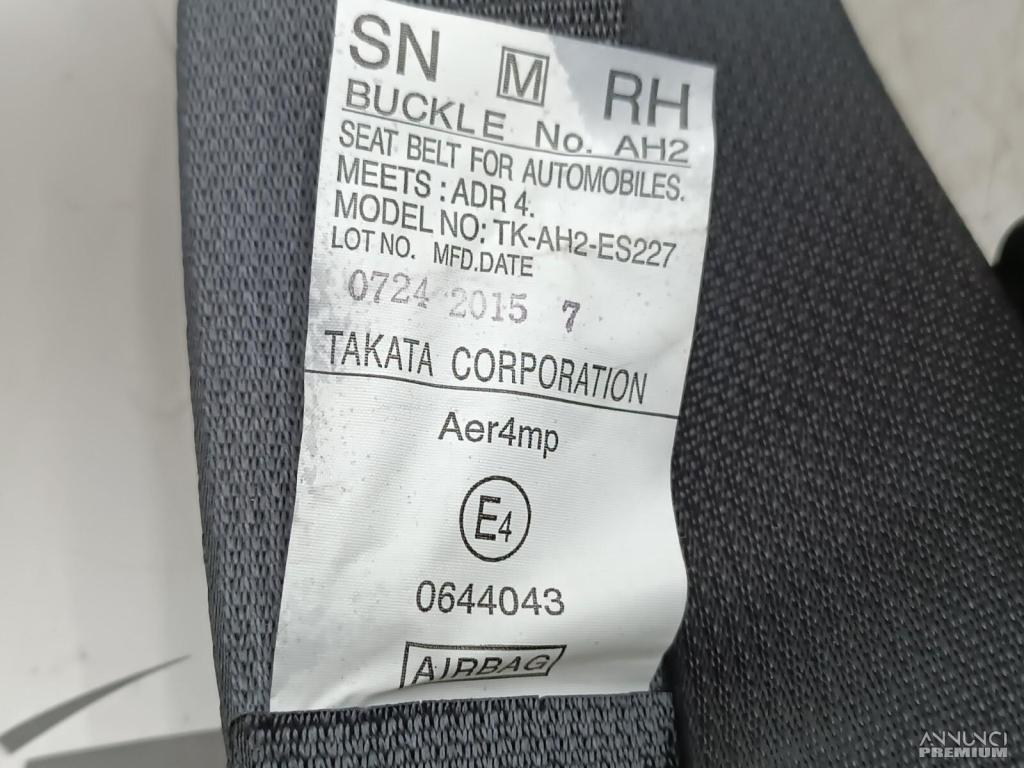 SN M RH
BUCKLE No. AH2
SEAT BELT FOR AUTOMOBILES.
MEETS : ADR 4.
MODEL NO: TK-AH2-ES227
LOT NO. MFD.DATE
0724 2015 7
TAKATA CORPORATION
Aer4mp
E4
0644043
AIRBAG
ANNUNCI
PREMIUM